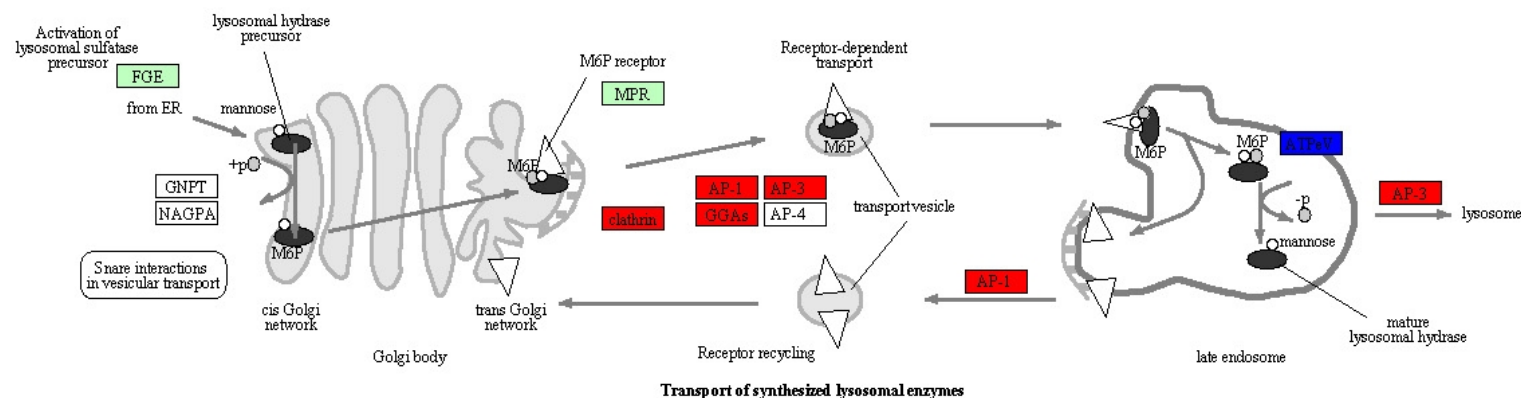 Activation of
lysosomal sulfatase
precursor
FGE
from ER
lysosomal hydrase
precursor
mannose
+p
GNPT
NAGPA
M6P
Snare interactions
in vesicular transport
cis Golgi
network
Golgi body
trans Golgi
network
M6P receptor
MPR
M6P
clathrin
Receptor-dependent
transport
M6P
AP-1
AP-3
GGAs
AP-4
transport vesicle
Receptor recycling
AP-1
M6P
M6P
ATPeV
-p
mannose
AP-3
lysosome
mature
lysosomal hydrase
late endosome
Transport of synthesized lysosomal enzymes